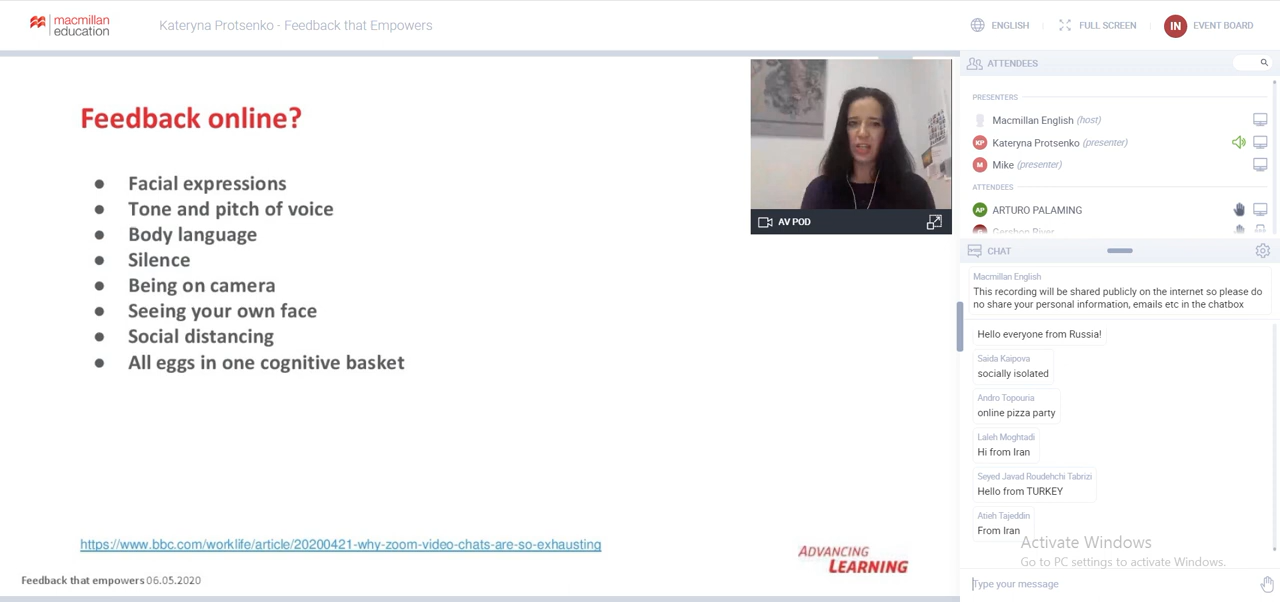 macmillan
education
Kateryna Protsenko - Feedback that Empowers
ENGLISH
FULL SCREEN
IN
EVENT BOARD
Feedback online?
● Facial expressions
● Tone and pitch of voice
● Body language
● Silence
● Being on camera
● Seeing your own face
● Social distancing
● All eggs in one cognitive basket
https://www.bbc.com/worklife/article/20200421-why-zoom-video-chats-are-so-exhausting
Feedback that empowers 06.05.2020
ADVANCING
LEARNING
AV POD
ATTENDEES
PRESENTERS
Macmillan English (host)
KP Kateryna Protsenko (presenter)
M Mike (presenter)
ATTENDEES
AP ARTURO PALAMING
CHAT
Macmillan English
This recording will be shared publicly on the internet so please do
no share your personal information, emails etc in the chatbox
Hello everyone from Russia!
Saida Kaipova
socially isolated
Andro Topouria
online pizza party
Laleh Moghtadi
Hi from Iran
Seyed Javad Roudehchi Tabrizi
Hello from TURKEY
Atieh Tajeddin
From Iran
Activate Windows
Go to PC settings to activate Windows.
Type your message